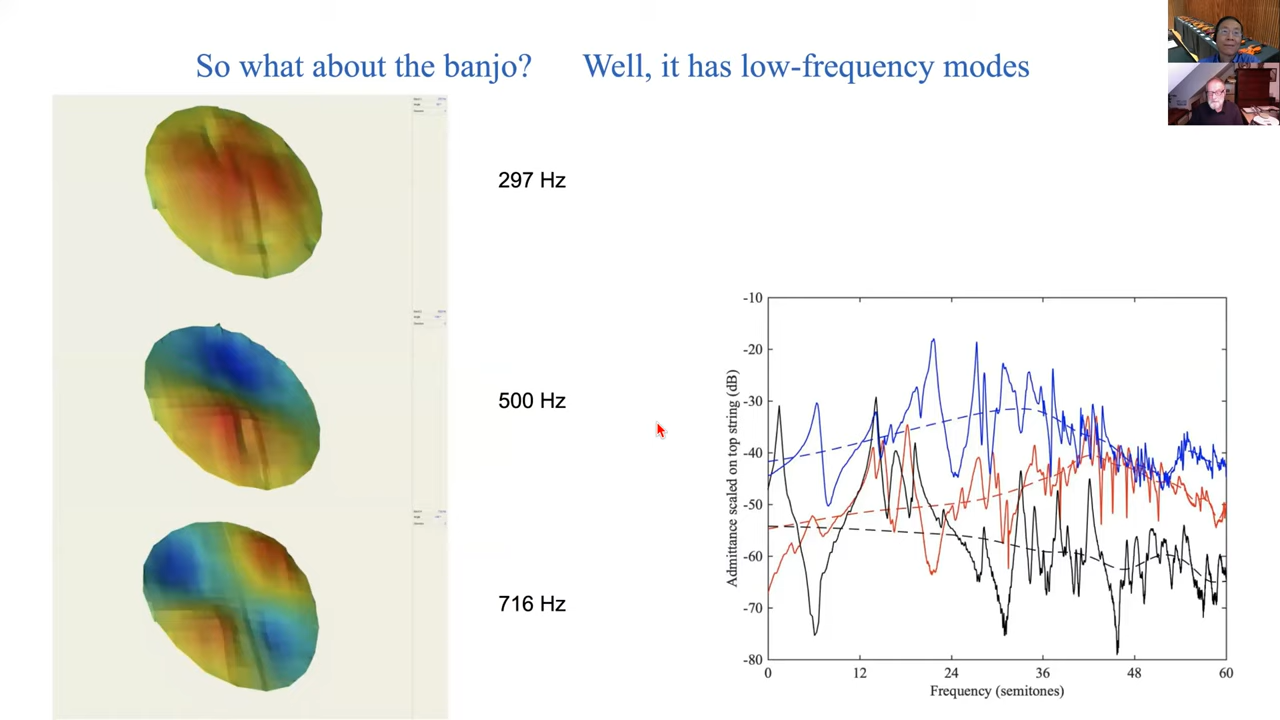 So what about the banjo? Well, it has low-frequency modes
297 Hz
500 Hz
716 Hz
-10
-20
-30
-40
-50
-60
-70
-80
Admittance scaled on top string (dB)
0 12 24 36 48 60
Frequency (semitones)